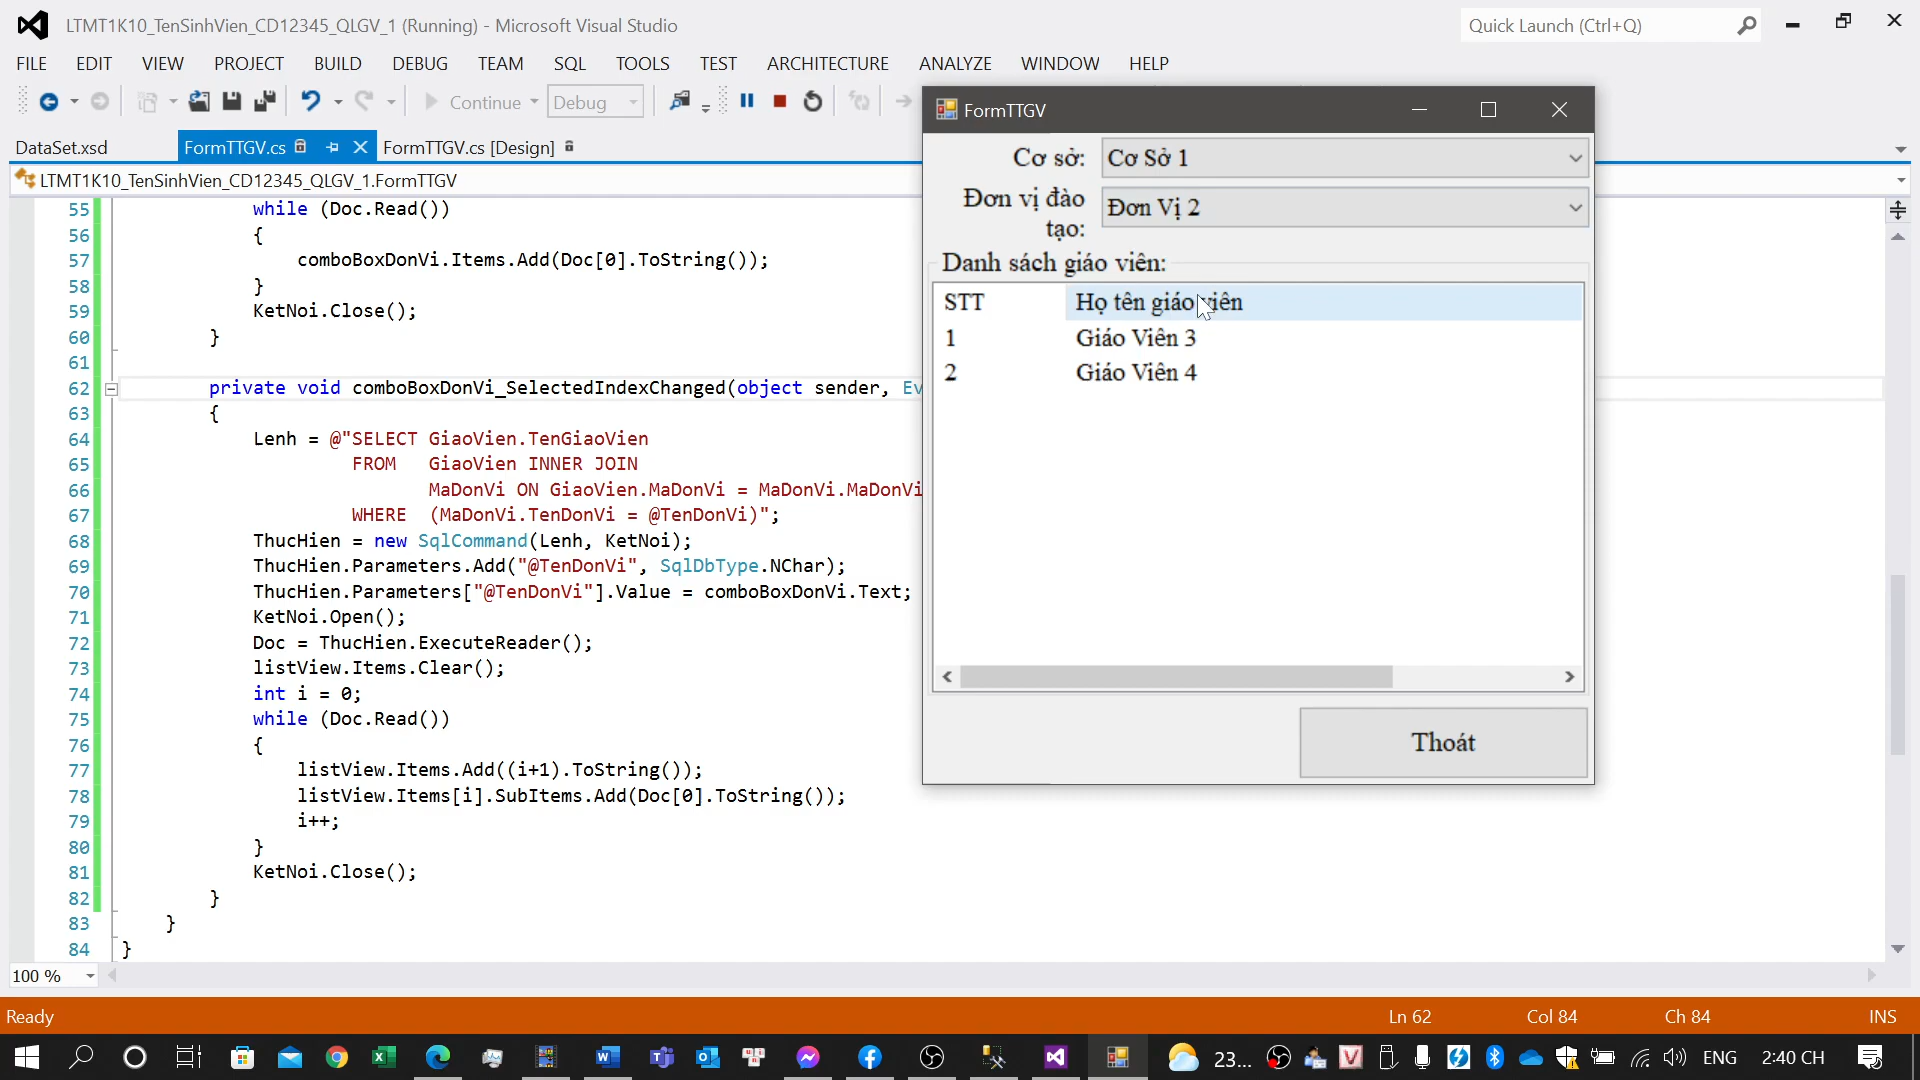 LTMT1K10_TenSinhVien_CD12345_QLGV_1 (Running) - Microsoft Visual Studio
Quick Launch (Ctrl+Q)
FILE EDIT VIEW PROJECT BUILD DEBUG TEAM SQL TOOLS TEST ARCHITECTURE ANALYZE WINDOW HELP
Continue Debug
DataSet.xsd FormTTGV.cs FormTTGV.cs [Design]
LTMT1K10_TenSinhVien_CD12345_QLGV_1.FormTTGV
55 while (Doc.Read())
56 {
57 comboBoxDonVi.Items.Add(Doc[0].ToString());
58 }
59 KetNoi.Close();
60 }
61
62 private void comboBoxDonVi_SelectedIndexChanged(object sender, Ev
63 {
64 Lenh = @"SELECT GiaoVien.TenGiaoVien
65 FROM GiaoVien INNER JOIN
66 MaDonVi ON GiaoVien.MaDonVi = MaDonVi.MaDonVi
67 WHERE (MaDonVi.TenDonVi = @TenDonVi)";
68 ThucHien = new SqlCommand(Lenh, KetNoi);
69 ThucHien.Parameters.Add("@TenDonVi", SqlDbType.NChar);
70 ThucHien.Parameters["@TenDonVi"].Value = comboBoxDonVi.Text;
71 KetNoi.Open();
72 Doc = ThucHien.ExecuteReader();
73 listView.Items.Clear();
74 int i = 0;
75 while (Doc.Read())
76 {
77 listView.Items.Add((i+1).ToString());
78 listView.Items[i].SubItems.Add(Doc[0].ToString());
79 i++;
80 }
81 KetNoi.Close();
82 }
83 }
84 }
FormTTGV
Cơ sở: Cơ Sở 1
Đơn vị đào tạo: Đơn Vị 2
Danh sách giáo viên:
STT Họ tên giáo viên
1 Giáo Viên 3
2 Giáo Viên 4
Thoát
100 %
Ready Ln 62 Col 84 Ch 84 INS
23... ENG 2:40 CH